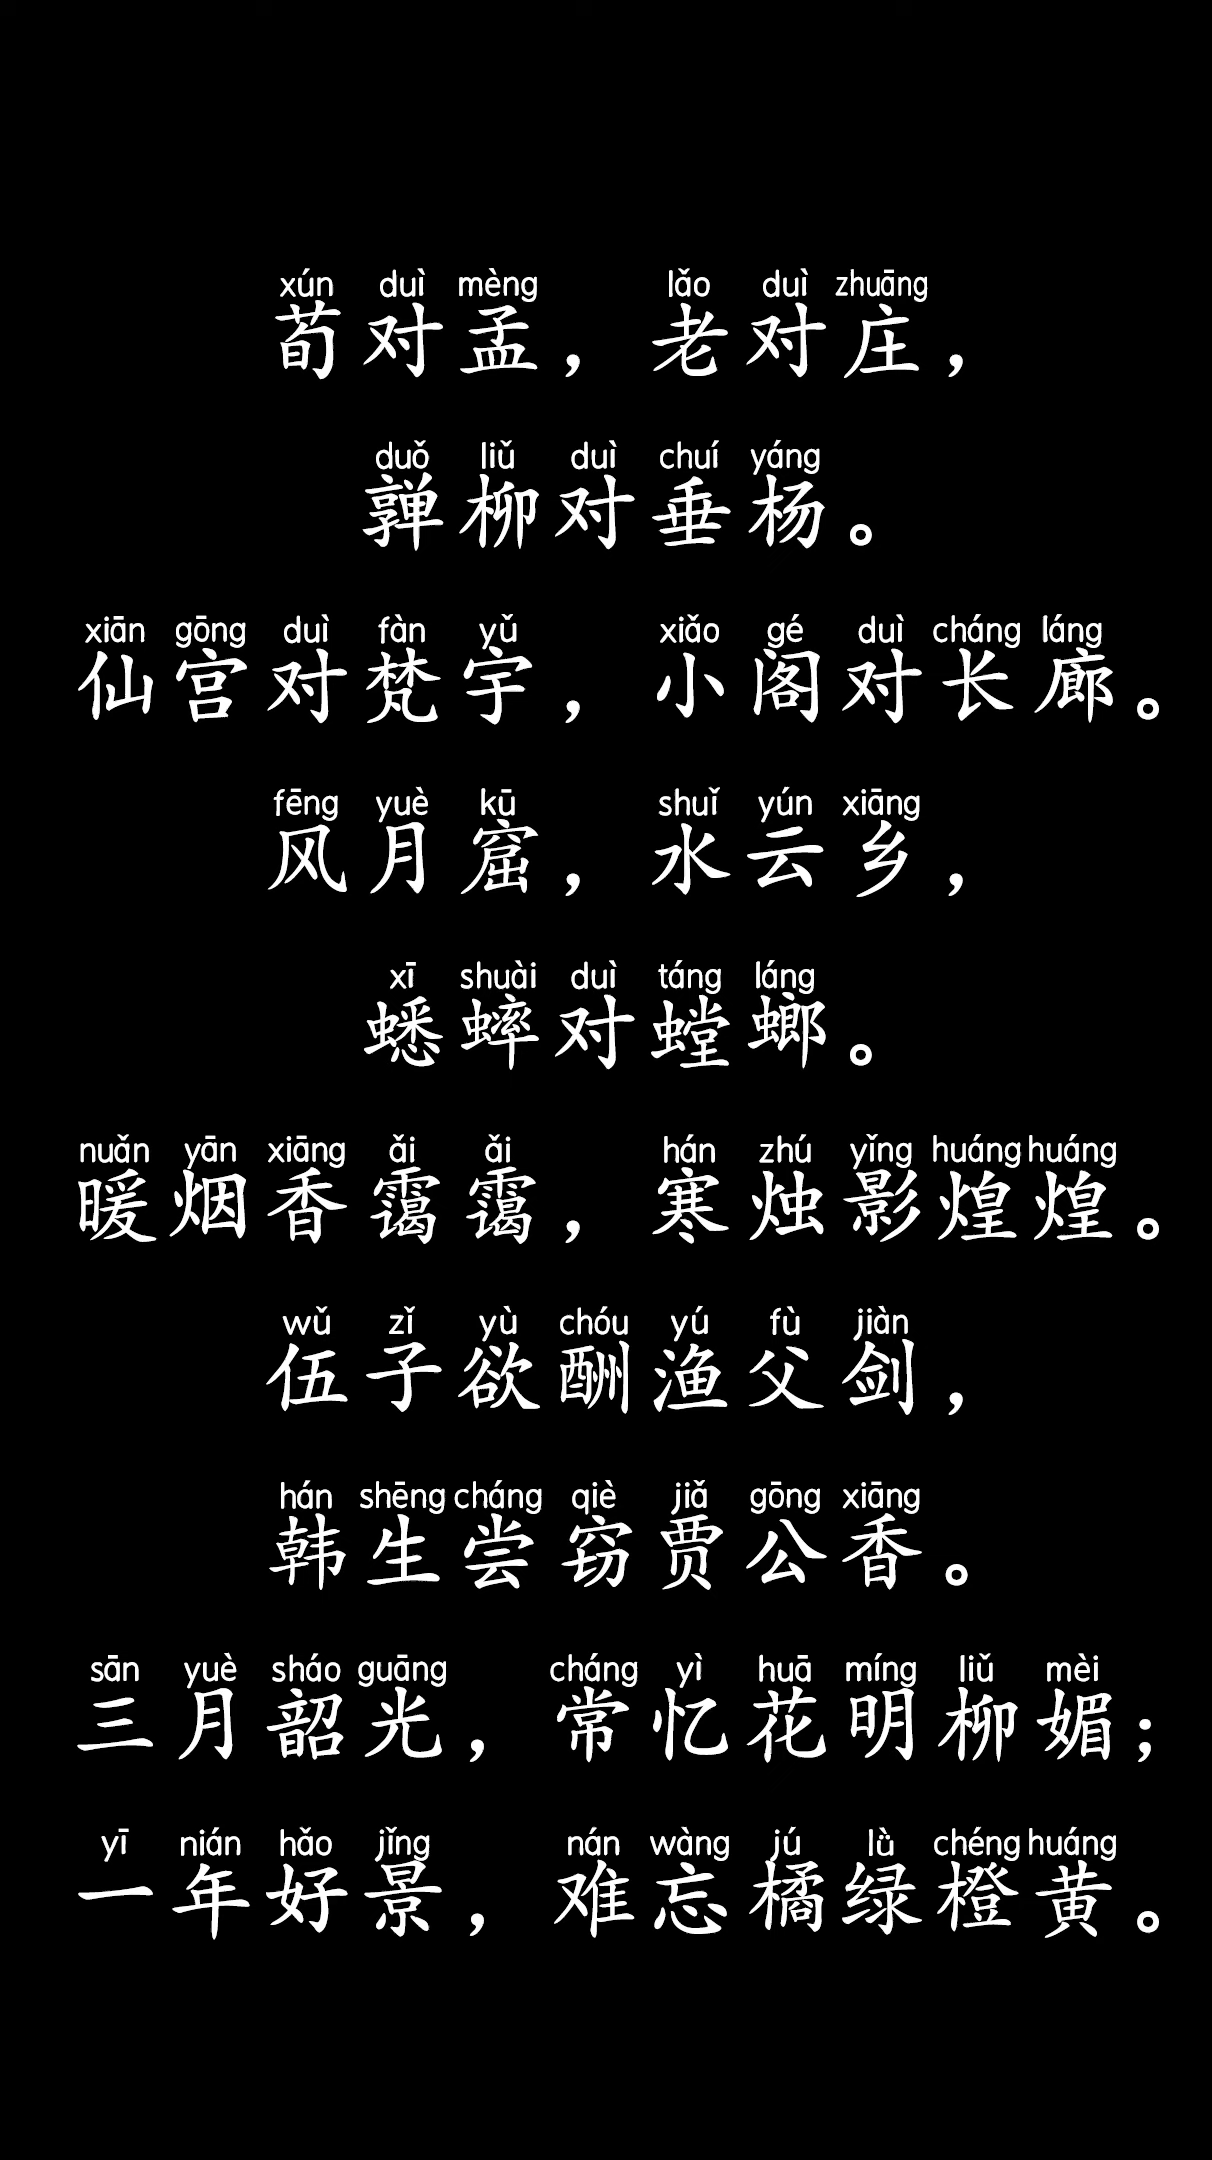 xún duì mèng lǎo duì zhuāng
荀对孟，老对庄，
duǒ liǔ duì chuí yáng
亸柳对垂杨。
xiān gōng duì fàn yǔ xiǎo gé duì cháng láng
仙宫对梵宇，小阁对长廊。
fēng yuè kū shuǐ yún xiāng
风月窟，水云乡，
xī shuài duì táng láng
蟋蟀对螳螂。
nuǎn yān xiāng ǎi ǎi hán zhú yǐng huáng huáng
暖烟香霭霭，寒烛影煌煌。
wǔ zǐ yù chóu yú fù jiàn
伍子欲酬渔父剑，
hán shēng cháng qiè jiǎ gōng xiāng
韩生尝窃贾公香。
sān yuè sháo guāng cháng yì huā míng liǔ mèi
三月韶光，常忆花明柳媚；
yī nián hǎo jǐng nán wàng jú lǜ chéng huáng
一年好景，难忘橘绿橙黄。